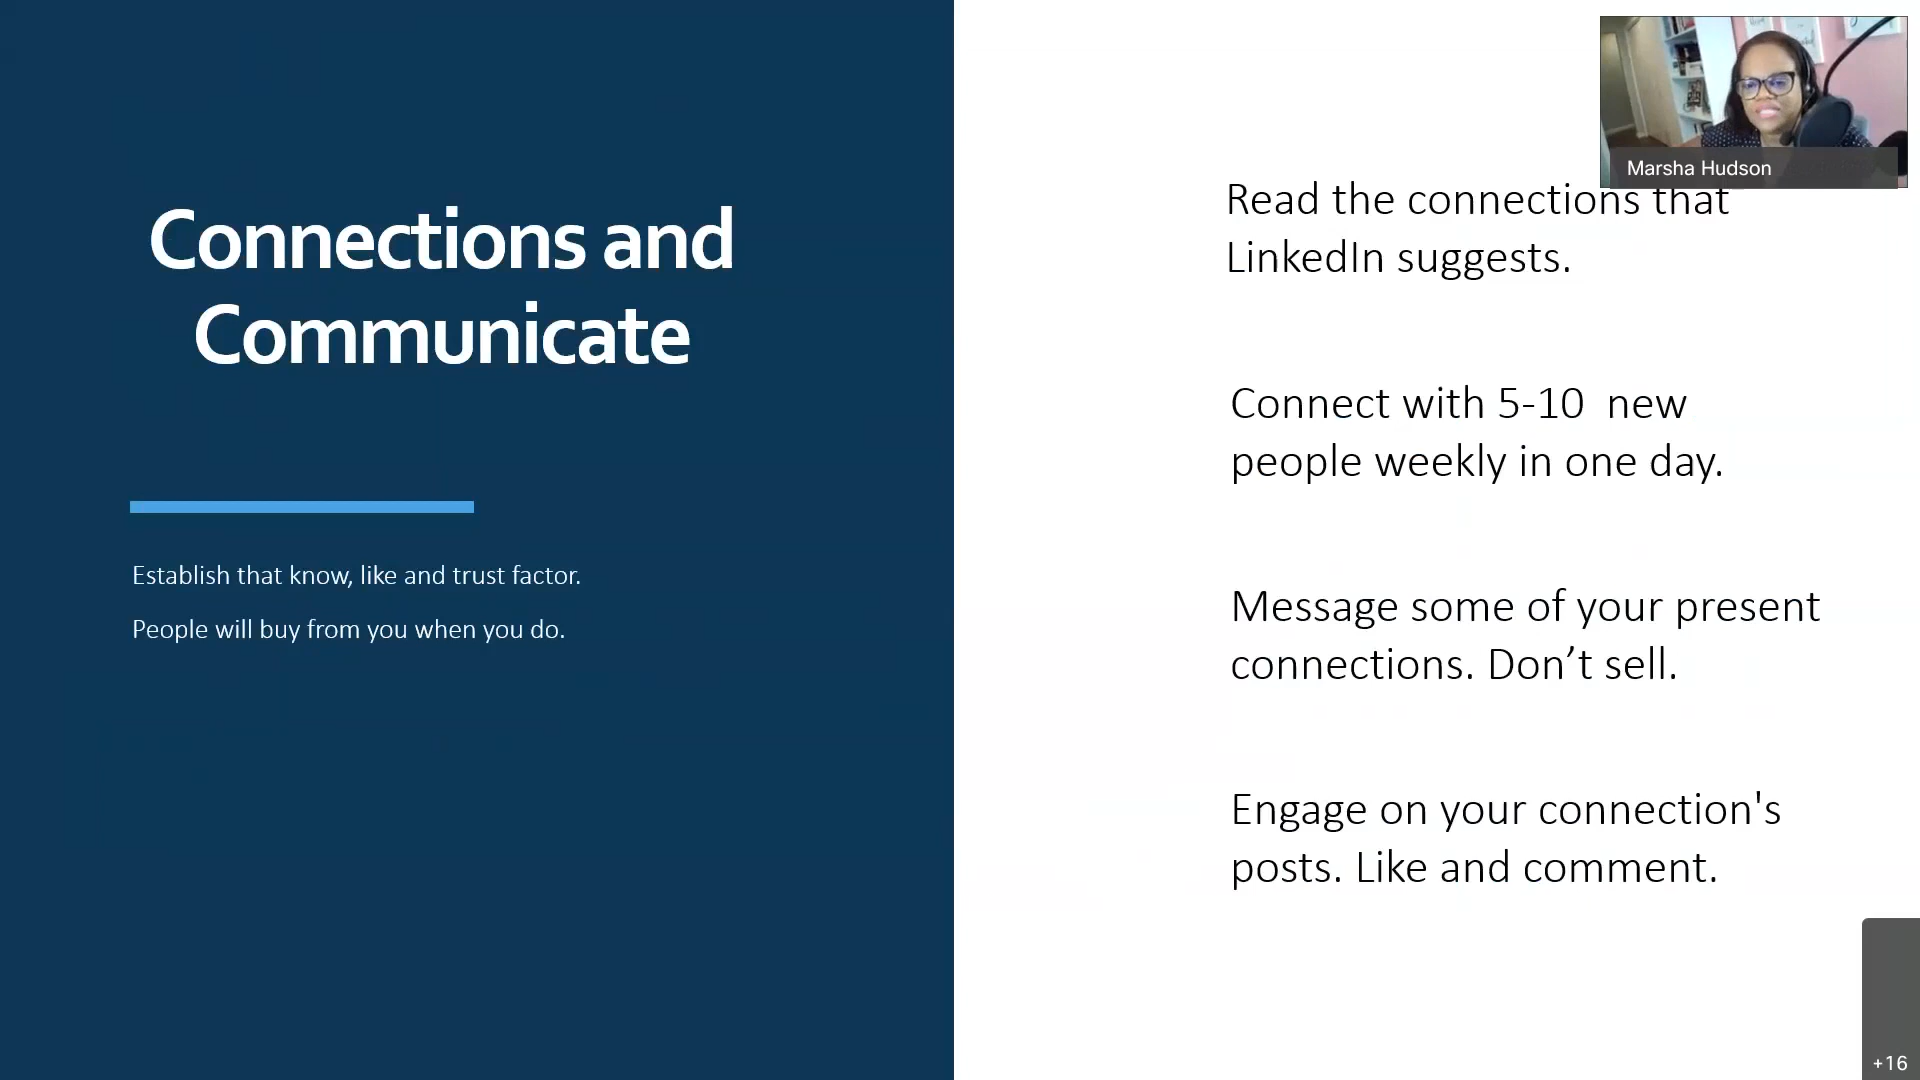 Connections and
Communicate
Establish that know, like and trust factor.
People will buy from you when you do.
Marsha Hudson
Read the connections that
LinkedIn suggests.
Connect with 5-10  new
people weekly in one day.
Message some of your present
connections. Don’t sell.
Engage on your connection's
posts. Like and comment.
+16